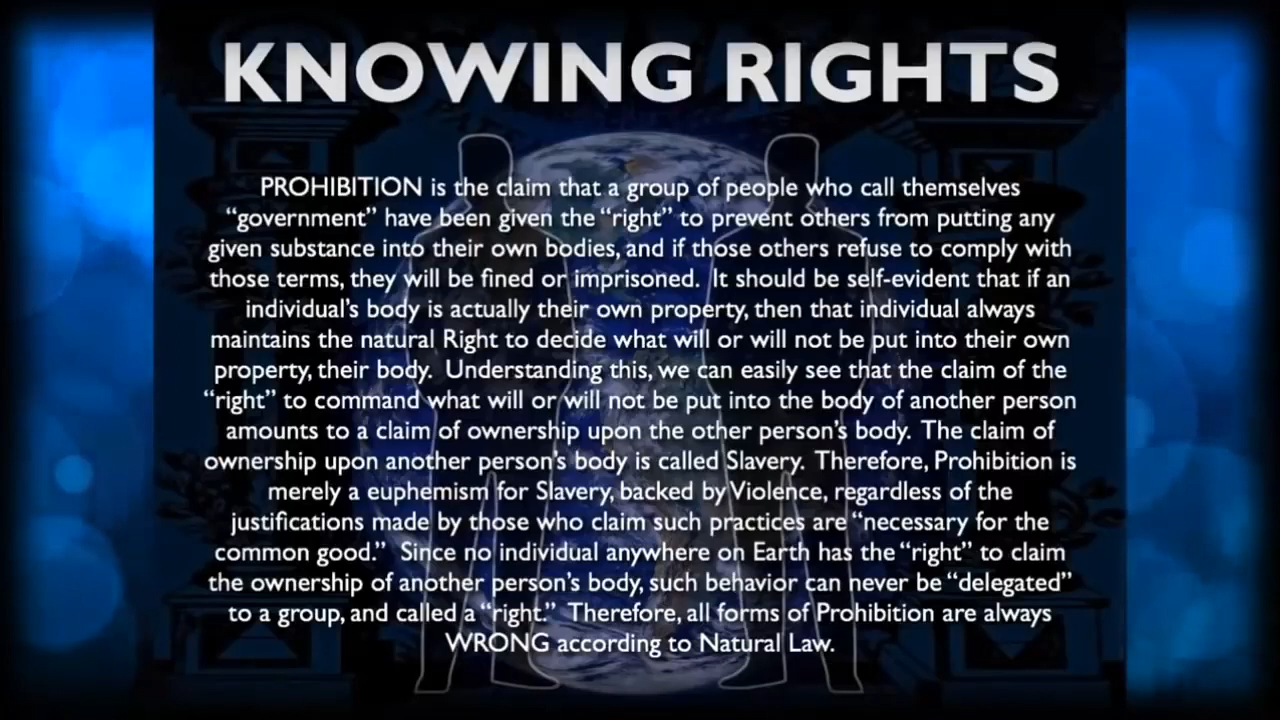 KNOWING RIGHTS
PROHIBITION is the claim that a group of people who call themselves
“government” have been given the “right” to prevent others from putting any
given substance into their own bodies, and if those others refuse to comply with
those terms, they will be fined or imprisoned.  It should be self-evident that if an
individual’s body is actually their own property, then that individual always
maintains the natural Right to decide what will or will not be put into their own
property, their body.  Understanding this, we can easily see that the claim of the
“right” to command what will or will not be put into the body of another person
amounts to a claim of ownership upon the other person’s body.  The claim of
ownership upon another person’s body is called Slavery.  Therefore, Prohibition is
merely a euphemism for Slavery, backed by Violence, regardless of the
justifications made by those who claim such practices are “necessary for the
common good.”  Since no individual anywhere on Earth has the “right” to claim
the ownership of another person’s body, such behavior can never be “delegated”
to a group, and called a “right.”  Therefore, all forms of Prohibition are always
WRONG according to Natural Law.